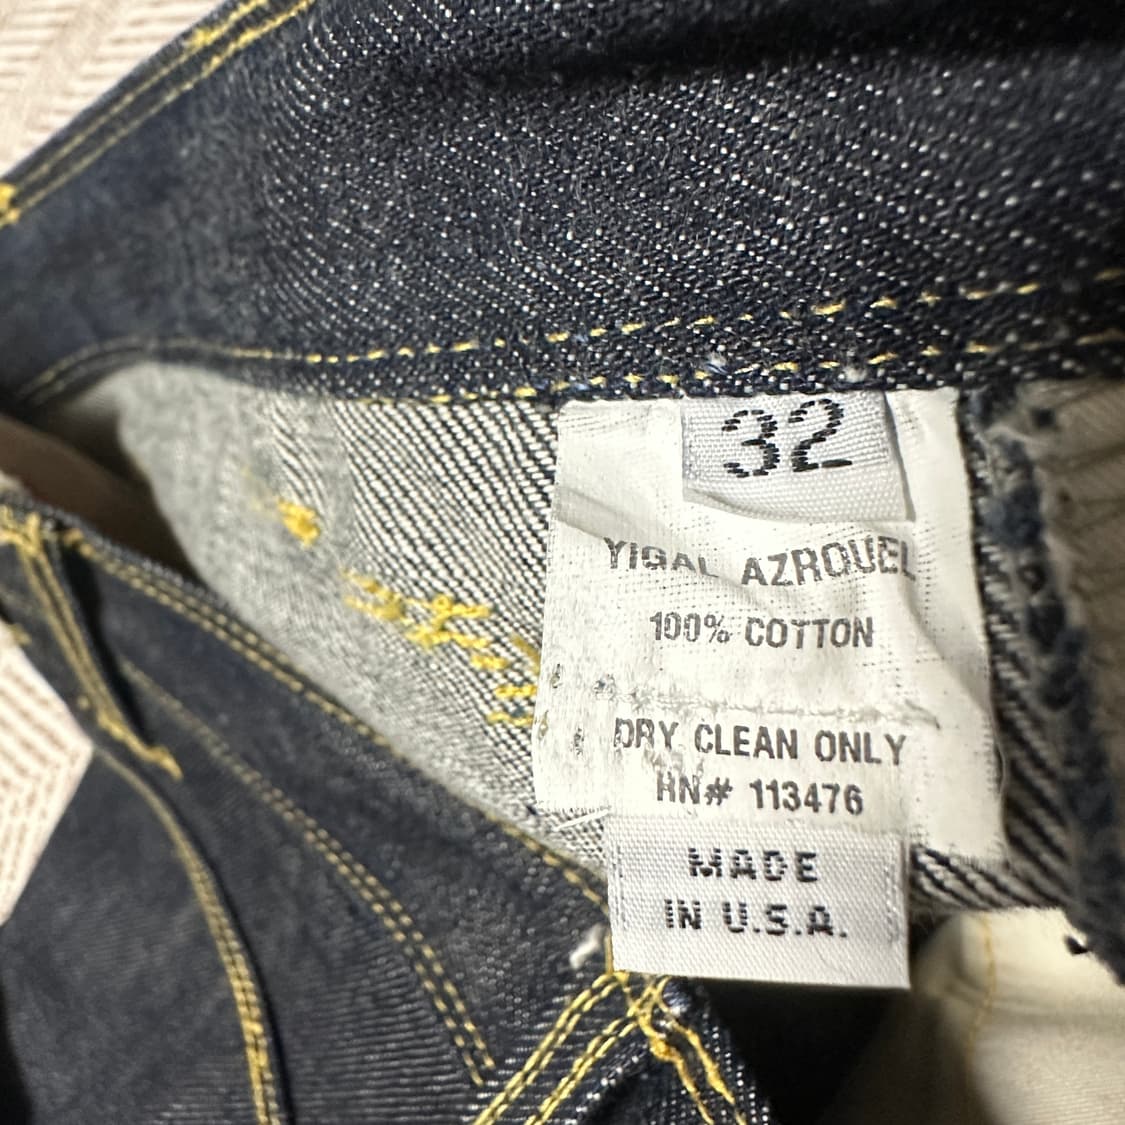 32
YIGAL AZROUEL
100% COTTON
DRY CLEAN ONLY
RN# 113476
MADE
IN U.S.A.